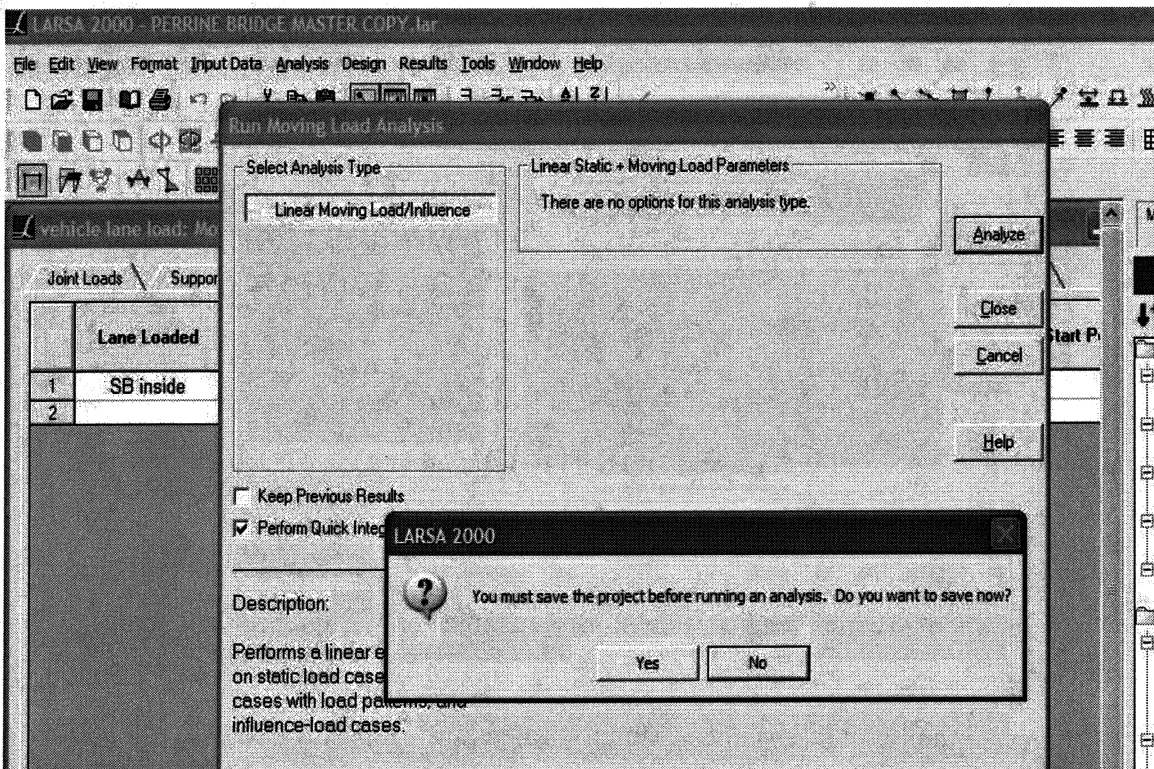 LARSA 2000 - PERRINE BRIDGE MASTER COPY.lar
File Edit View Format Input Data Analysis Design Results Tools Window Help
Run Moving Load Analysis
Select Analysis Type
Linear Moving Load/Influence
Linear Static + Moving Load Parameters
There are no options for this analysis type.
Analyze
Close
Cancel
Help
vehicle lane load: Mo
Joint Loads
Suppor
Lane Loaded
Start P
1 SB inside
2
Keep Previous Results
Perform Quick Integ
Description:
Performs a linear e
on static load case
cases with load patterns, and
influence-load cases.
LARSA 2000
You must save the project before running an analysis. Do you want to save now?
Yes
No